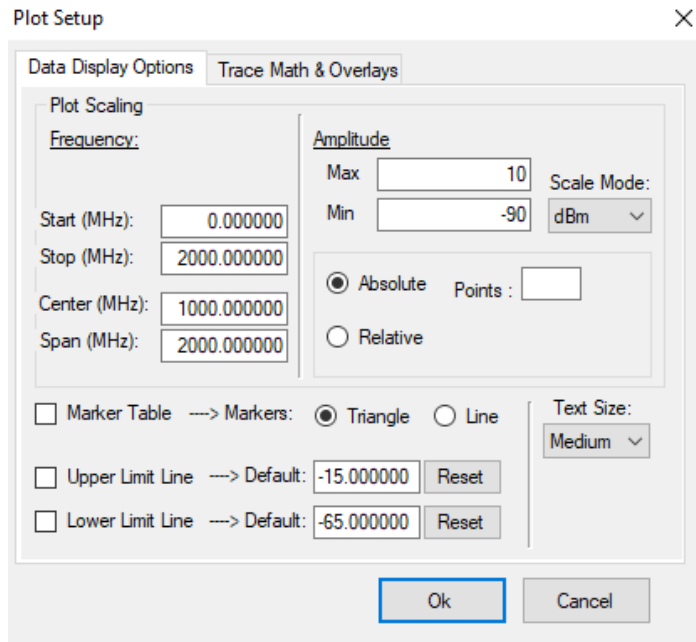 Plot Setup
Data Display Options
Trace Math & Overlays
Plot Scaling
Frequency:
Start (MHz): 0.000000
Stop (MHz): 2000.000000
Center (MHz): 1000.000000
Span (MHz): 2000.000000
Amplitude
Max 10
Min -90
Scale Mode:
dBm
Absolute Points :
Relative
Marker Table ----> Markers: Triangle Line
Upper Limit Line ----> Default: -15.000000 Reset
Lower Limit Line ----> Default: -65.000000 Reset
Text Size:
Medium
Ok
Cancel